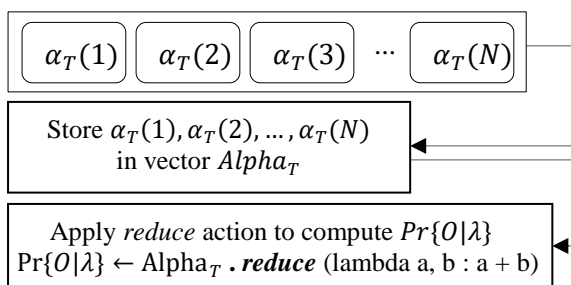 α_T(1) α_T(2) α_T(3) ... α_T(N)
Store α_T(1), α_T(2), ... , α_T(N)
in vector Alpha_T
Apply reduce action to compute Pr{O|λ}
Pr{O|λ} ← Alpha_T . reduce (lambda a, b : a + b)